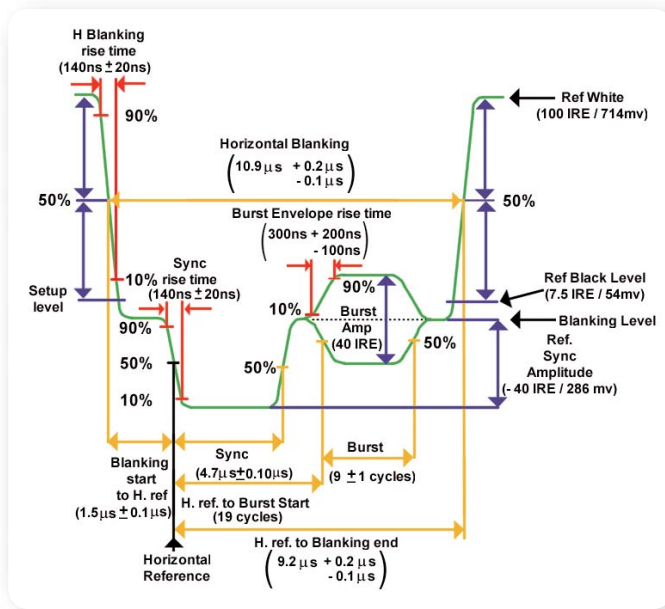 H Blanking
rise time
(140ns ± 20ns)
90%
Ref White
(100 IRE / 714mv)
Horizontal Blanking
(10.9 μs + 0.2 μs
- 0.1 μs)
50%
50%
Burst Envelope rise time
(300ns + 200ns
- 100ns)
10%
Setup
level
Sync
rise time
(140ns ± 20ns)
90%
Ref Black Level
(7.5 IRE / 54mv)
90%
10%
Burst
Amp
(40 IRE)
Blanking Level
50%
50%
50%
Ref.
Sync
Amplitude
(- 40 IRE / 286 mv)
10%
Blanking
start
to H. ref
(1.5μs ± 0.1μs)
Sync
(4.7μs ± 0.10μs)
Burst
(9 ± 1 cycles)
H. ref. to Burst Start
(19 cycles)
H. ref. to Blanking end
(9.2 μs + 0.2 μs
- 0.1 μs)
Horizontal
Reference